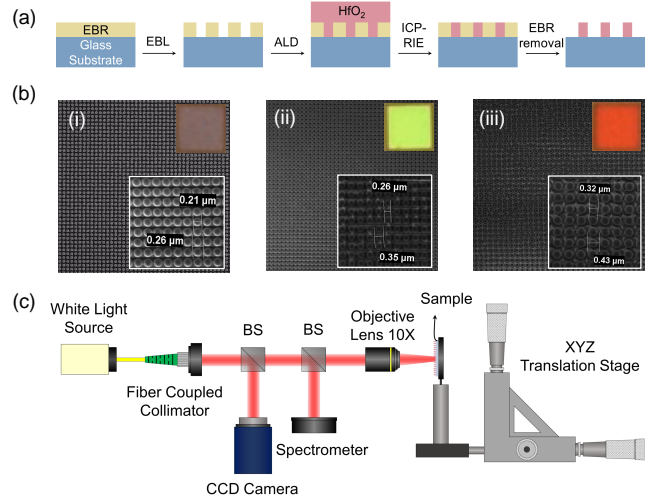 (a)
EBR
Glass
Substrate
EBL
ALD
HfO2
ICP-
RIE
EBR
removal
(b)
(i)
0.21 μm
0.26 μm
(ii)
0.26 μm
0.35 μm
(iii)
0.32 μm
0.43 μm
(c)
White Light
Source
Fiber Coupled
Collimator
BS
BS
CCD Camera
Spectrometer
Objective
Lens 10X
Sample
XYZ
Translation Stage